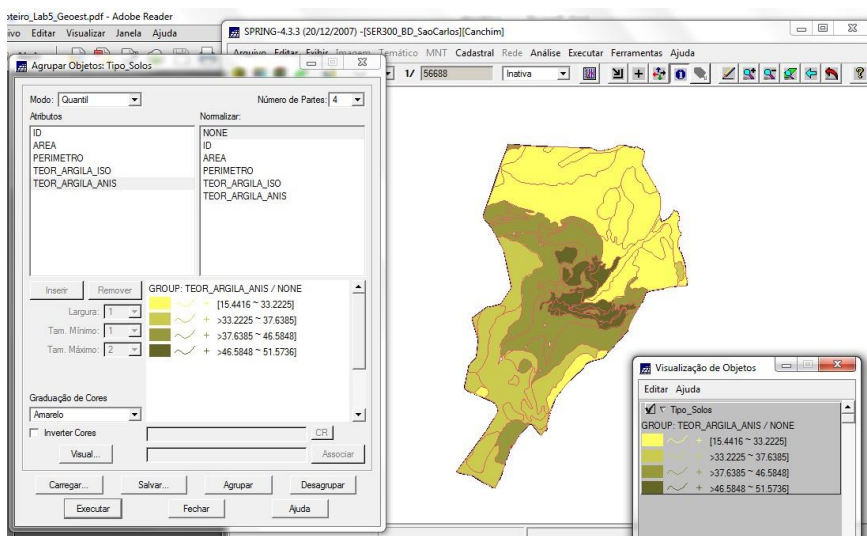 oteiro_Lab5_Geoest.pdf - Adobe Reader
ivo Editar Visualizar Janela Ajuda
SPRING-4.3.3 (20/12/2007) -[SER300_BD_SaoCarlos][Canchim]
Arquivo Editar Exibir Imagem Temático MNT Cadastral Rede Análise Executar Ferramentas Ajuda
1/ 56688 Inativa
Agrupar Objetos: Tipo_Solos
Modo: Quantil Número de Partes: 4
Atributos Normalizar:
ID
AREA
PERIMETRO
TEOR_ARGILA_ISO
TEOR_ARGILA_ANIS
NONE
ID
AREA
PERIMETRO
TEOR_ARGILA_ISO
TEOR_ARGILA_ANIS
Inserir Remover
Largura: 1
Tam. Mínimo: 1
Tam. Máximo: 2
GROUP: TEOR_ARGILA_ANIS / NONE
[15.4416 ~ 33.2225]
>33.2225 ~ 37.6385]
>37.6385 ~ 46.5848]
>46.5848 ~ 51.5736]
Graduação de Cores
Amarelo
Inverter Cores CR
Visual... Associar
Carregar... Salvar... Agrupar Desagrupar
Executar Fechar Ajuda
Visualização de Objetos
Editar Ajuda
Tipo_Solos
GROUP: TEOR_ARGILA_ANIS / NONE
[15.4416 ~ 33.2225]
>33.2225 ~ 37.6385]
>37.6385 ~ 46.5848]
>46.5848 ~ 51.5736]